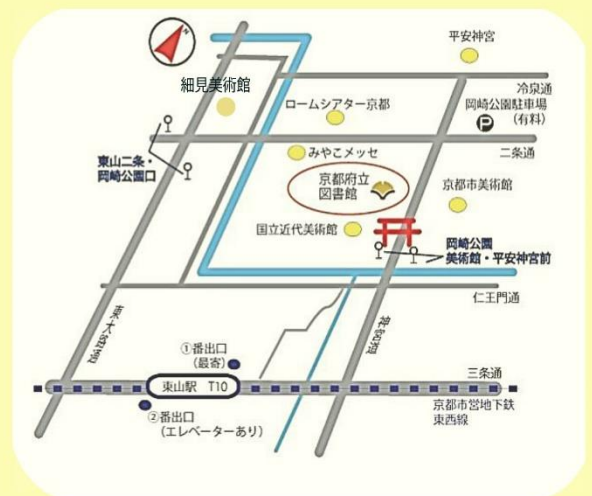 N
平安神宮
細見美術館
冷泉通
岡崎公園駐車場
(有料)
ロームシアター京都
P
二条通
東山二条・
岡崎公園口
みやこメッセ
京都府立
図書館
京都市美術館
国立近代美術館
岡崎公園
美術館・平安神宮前
仁王門通
東大路通
神宮道
①番出口
(最寄)
三条通
東山駅 T10
京都市営地下鉄
東西線
②番出口
(エレベーターあり)